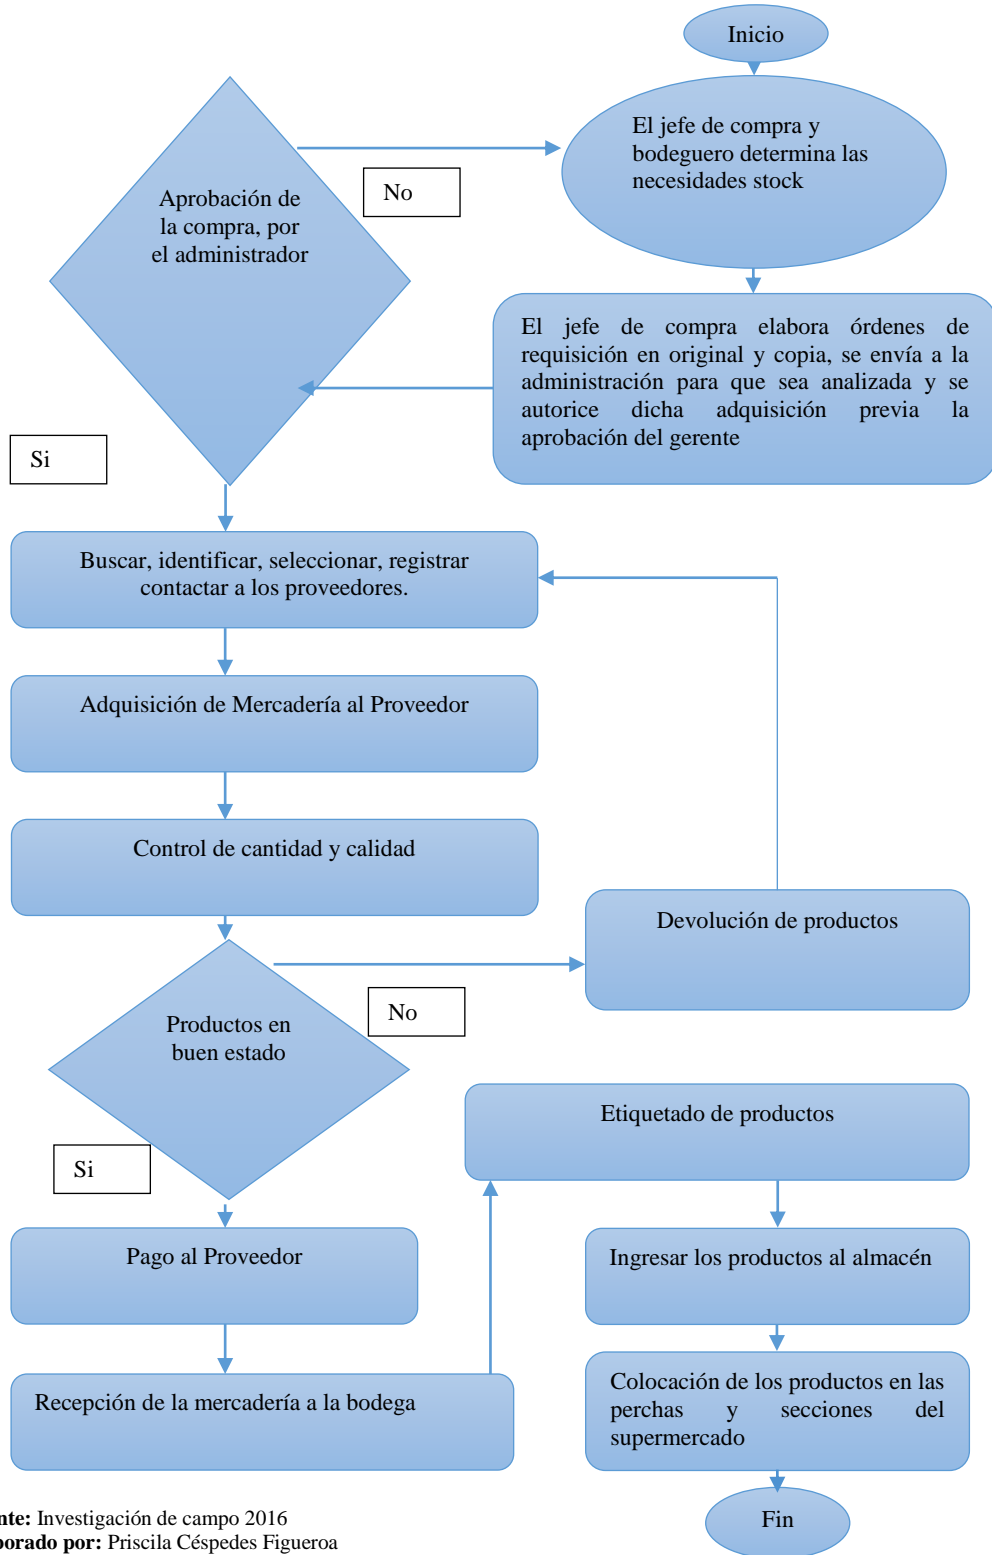 Inicio
El jefe de compra y
bodeguero determina las
necesidades stock
No
Aprobación de
la compra, por
el administrador
El jefe de compra elabora órdenes de
requisición en original y copia, se envía a la
administración para que sea analizada y se
autorice dicha adquisición previa la
aprobación del gerente
Si
Buscar, identificar, seleccionar, registrar
contactar a los proveedores.
Adquisición de Mercadería al Proveedor
Control de cantidad y calidad
Devolución de productos
No
Productos en
buen estado
Si
Etiquetado de productos
Pago al Proveedor
Ingresar los productos al almacén
Recepción de la mercadería a la bodega
Colocación de los productos en las
perchas y secciones del
supermercado
Fin
nte: Investigación de campo 2016
borado por: Priscila Céspedes Figueroa